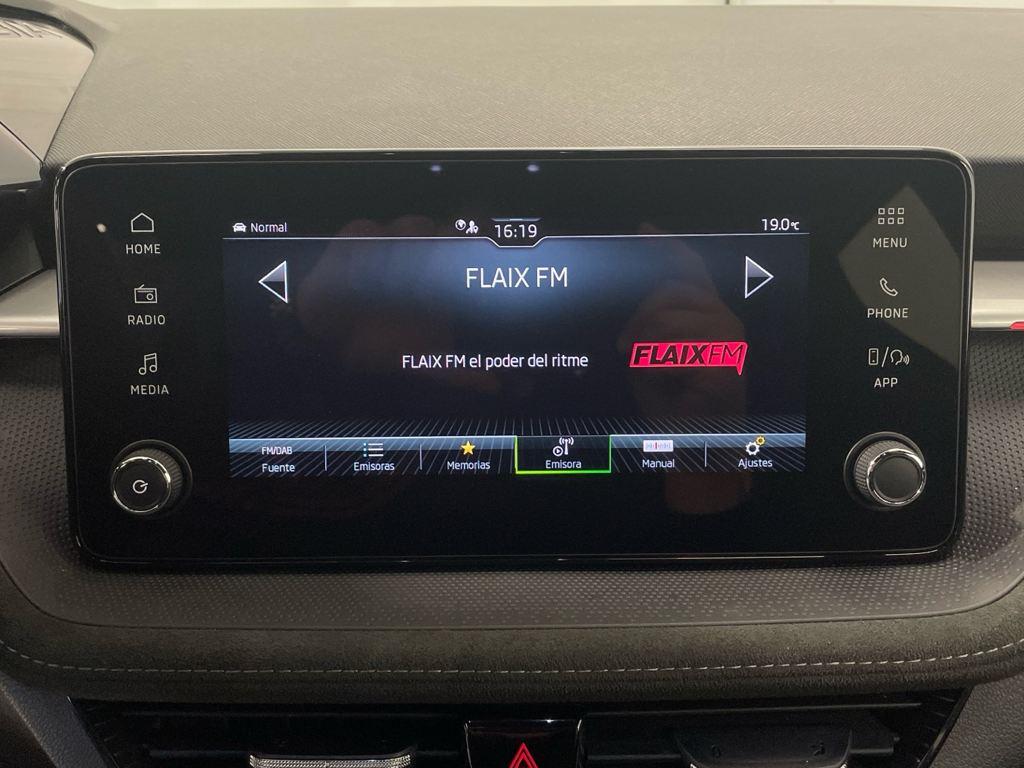 Normal
16:19
19.0°C
HOME
RADIO
MEDIA
FLAIX FM
FLAIX FM el poder del ritme
FLAIXFM
FM/DAB
Fuente
Emisoras
Memorias
Emisora
Manual
Ajustes
MENU
PHONE
APP